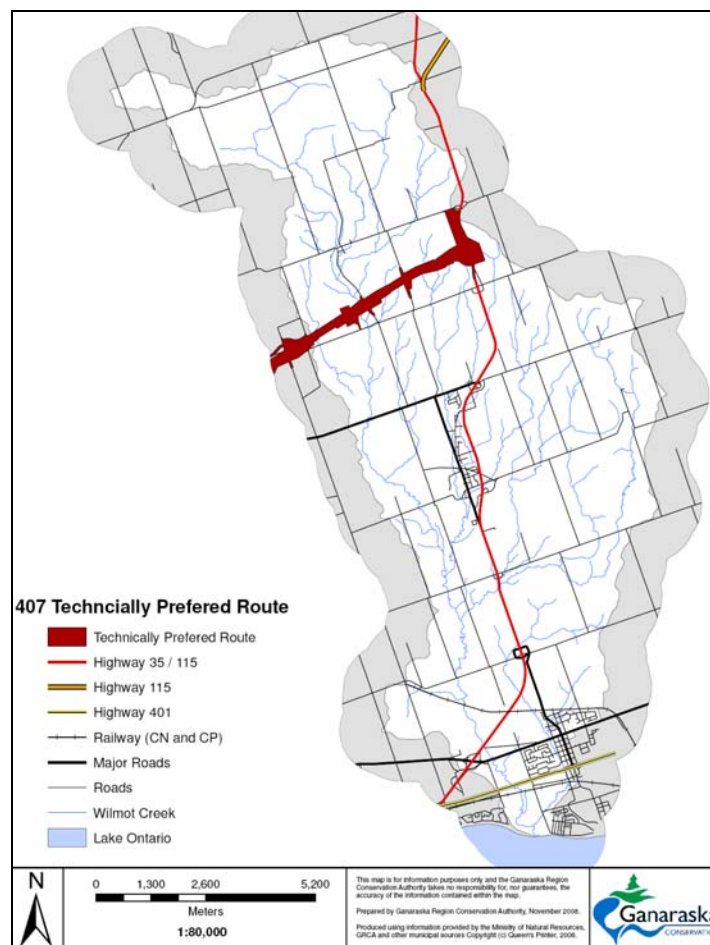 407 Techncially Prefered Route
Technically Prefered Route
Highway 35 / 115
Highway 115
Highway 401
Railway (CN and CP)
Major Roads
Roads
Wilmot Creek
Lake Ontario
N
0 1,300 2,600 5,200
Meters
1:80,000
This map is for information purposes only and the Ganaraska Region
Conservation Authority takes no responsibility for, nor guarantees, the
accuracy of the information contained within the map.
Prepared by Ganaraska Region Conservation Authority, November 2008.
Produced using information provided by the Ministry of Natural Resources,
GRCA and other municipal sources Copyright (c) Queen's Printer, 2008.
Ganaraska
CONSERVATION